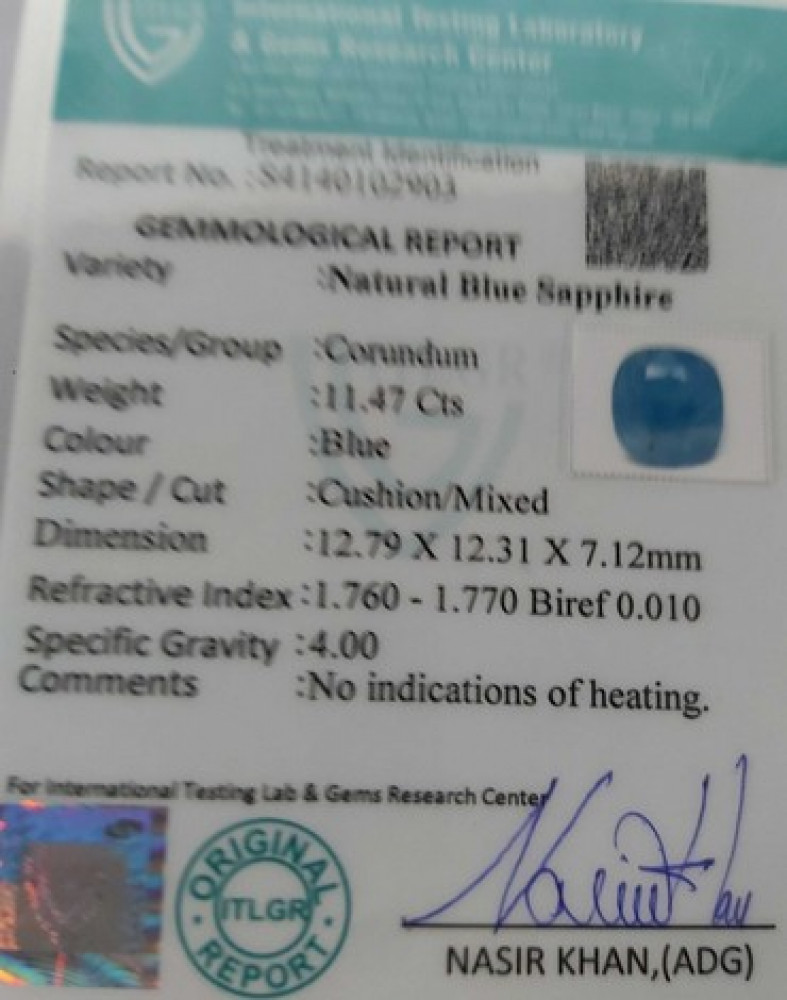 International Testing Laboratory
& Gems Research Center
Treatment Identification
Report No. :S4140102903
GEMMOLOGICAL REPORT
Variety :Natural Blue Sapphire
Species/Group :Corundum
Weight :11.47 Cts
Colour :Blue
Shape / Cut :Cushion/Mixed
Dimension :12.79 X 12.31 X 7.12mm
Refractive Index :1.760 - 1.770 Biref 0.010
Specific Gravity :4.00
Comments :No indications of heating.
For International Testing Lab & Gems Research Center
ORIGINAL
ITLGR
REPORT
NASIR KHAN,(ADG)